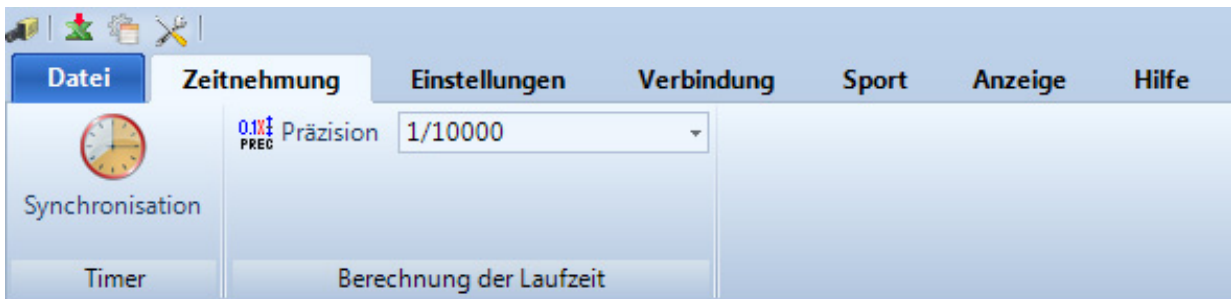 Datei Zeitnehmung Einstellungen Verbindung Sport Anzeige Hilfe
0.1X PREC Präzision 1/10000
Synchronisation
Timer Berechnung der Laufzeit